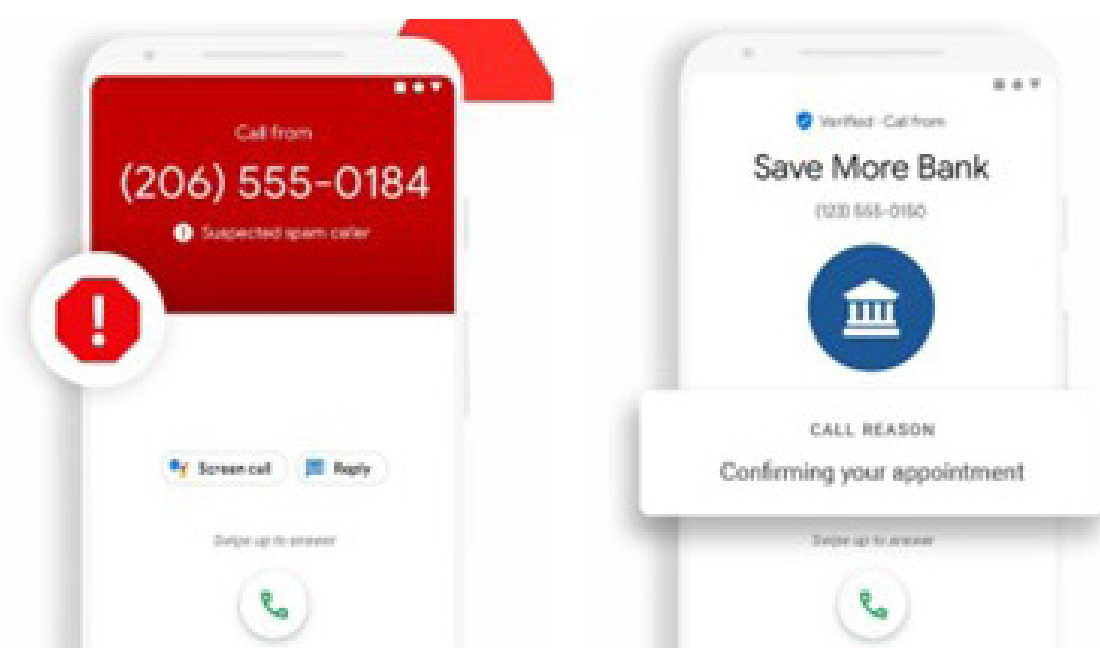 Call from
(206) 555-0184
Suspected spam caller
Screen call
Reply
Swipe up to answer
Verified · Call from
Save More Bank
(123) 555-0150
CALL REASON
Confirming your appointment
Swipe up to answer